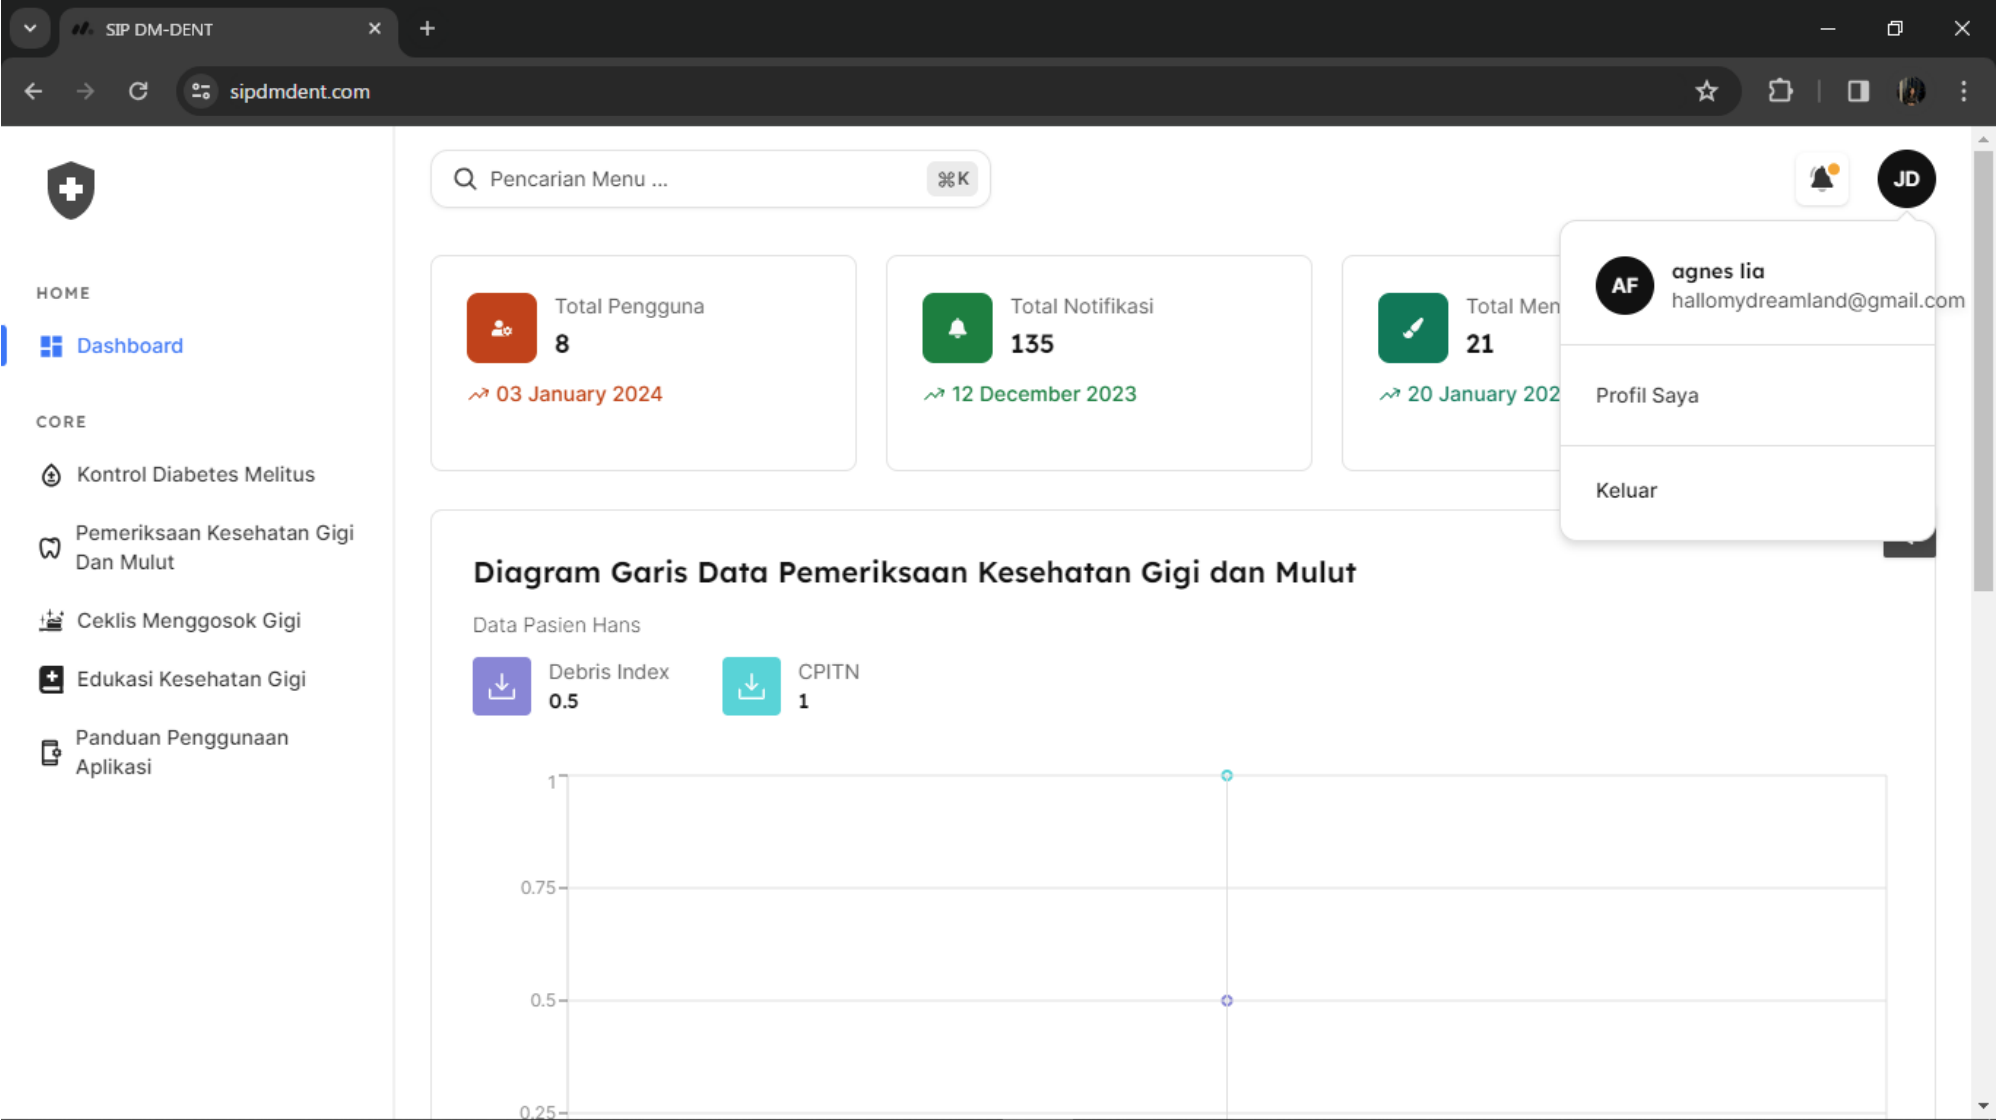 SIP DM-DENT
sipdmdent.com
Pencarian Menu ...
⌘K
JD
AF
agnes lia
hallomydreamland@gmail.com
Profil Saya
Keluar
HOME
Dashboard
CORE
Kontrol Diabetes Melitus
Pemeriksaan Kesehatan Gigi
Dan Mulut
Ceklis Menggosok Gigi
Edukasi Kesehatan Gigi
Panduan Penggunaan
Aplikasi
Total Pengguna
8
03 January 2024
Total Notifikasi
135
12 December 2023
Total Men
21
20 January 202
Diagram Garis Data Pemeriksaan Kesehatan Gigi dan Mulut
Data Pasien Hans
Debris Index
0.5
CPITN
1
1
0.75
0.5
0.25